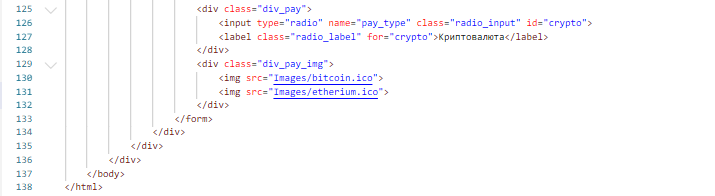 125 <div class="div_pay">
126 <input type="radio" name="pay_type" class="radio_input" id="crypto">
127 <label class="radio_label" for="crypto">Криптовалюта</label>
128 </div>
129 <div class="div_pay_img">
130 <img src="Images/bitcoin.ico">
131 <img src="Images/etherium.ico">
132 </div>
133 </form>
134 </div>
135 </div>
136 </div>
137 </body>
138 </html>